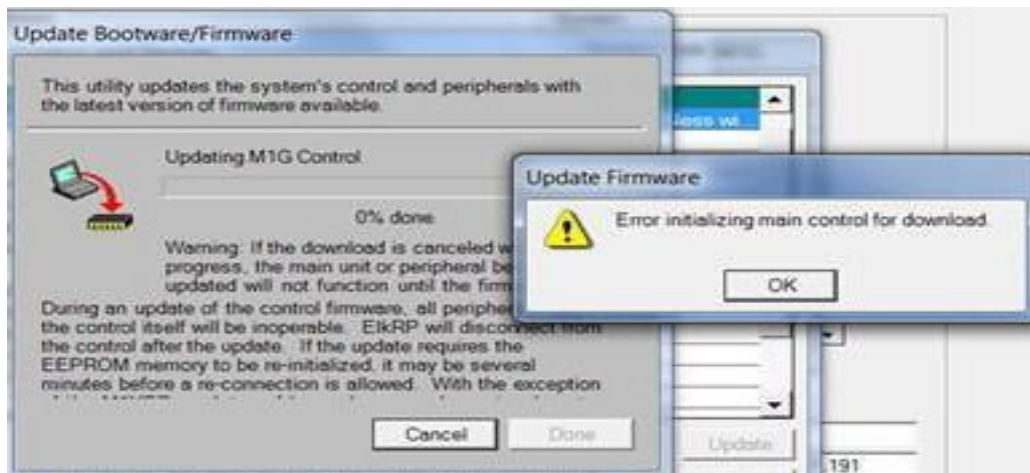 Update Bootware/Firmware
This utility updates the system's control and peripherals with
the latest version of firmware available.
Updating M1G Control
0% done
Warning: If the download is canceled
progress, the main unit or peripheral
updated will not function until the
During an update of the control firmware, all
the control itself will be inoperable. ElkRP will disconnect from
the control after the update. If the update requires the
EEPROM memory to be re-initialized, it may be several
minutes before a re-connection is allowed. With the exception
Cancel
Done
Update Firmware
Error initializing main control for download.
OK
Update
191